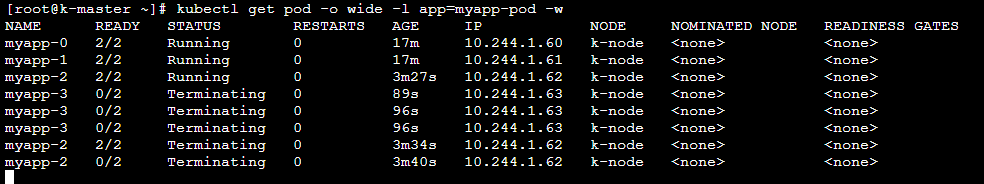 [root@k-master ~]# kubectl get pod -o wide -l app=myapp-pod -w
NAME READY STATUS RESTARTS AGE IP NODE NOMINATED NODE READINESS GATES
myapp-0 2/2 Running 0 17m 10.244.1.60 k-node <none> <none>
myapp-1 2/2 Running 0 17m 10.244.1.61 k-node <none> <none>
myapp-2 2/2 Running 0 3m27s 10.244.1.62 k-node <none> <none>
myapp-3 0/2 Terminating 0 89s 10.244.1.63 k-node <none> <none>
myapp-3 0/2 Terminating 0 96s 10.244.1.63 k-node <none> <none>
myapp-3 0/2 Terminating 0 96s 10.244.1.63 k-node <none> <none>
myapp-2 2/2 Terminating 0 3m34s 10.244.1.62 k-node <none> <none>
myapp-2 0/2 Terminating 0 3m40s 10.244.1.62 k-node <none> <none>